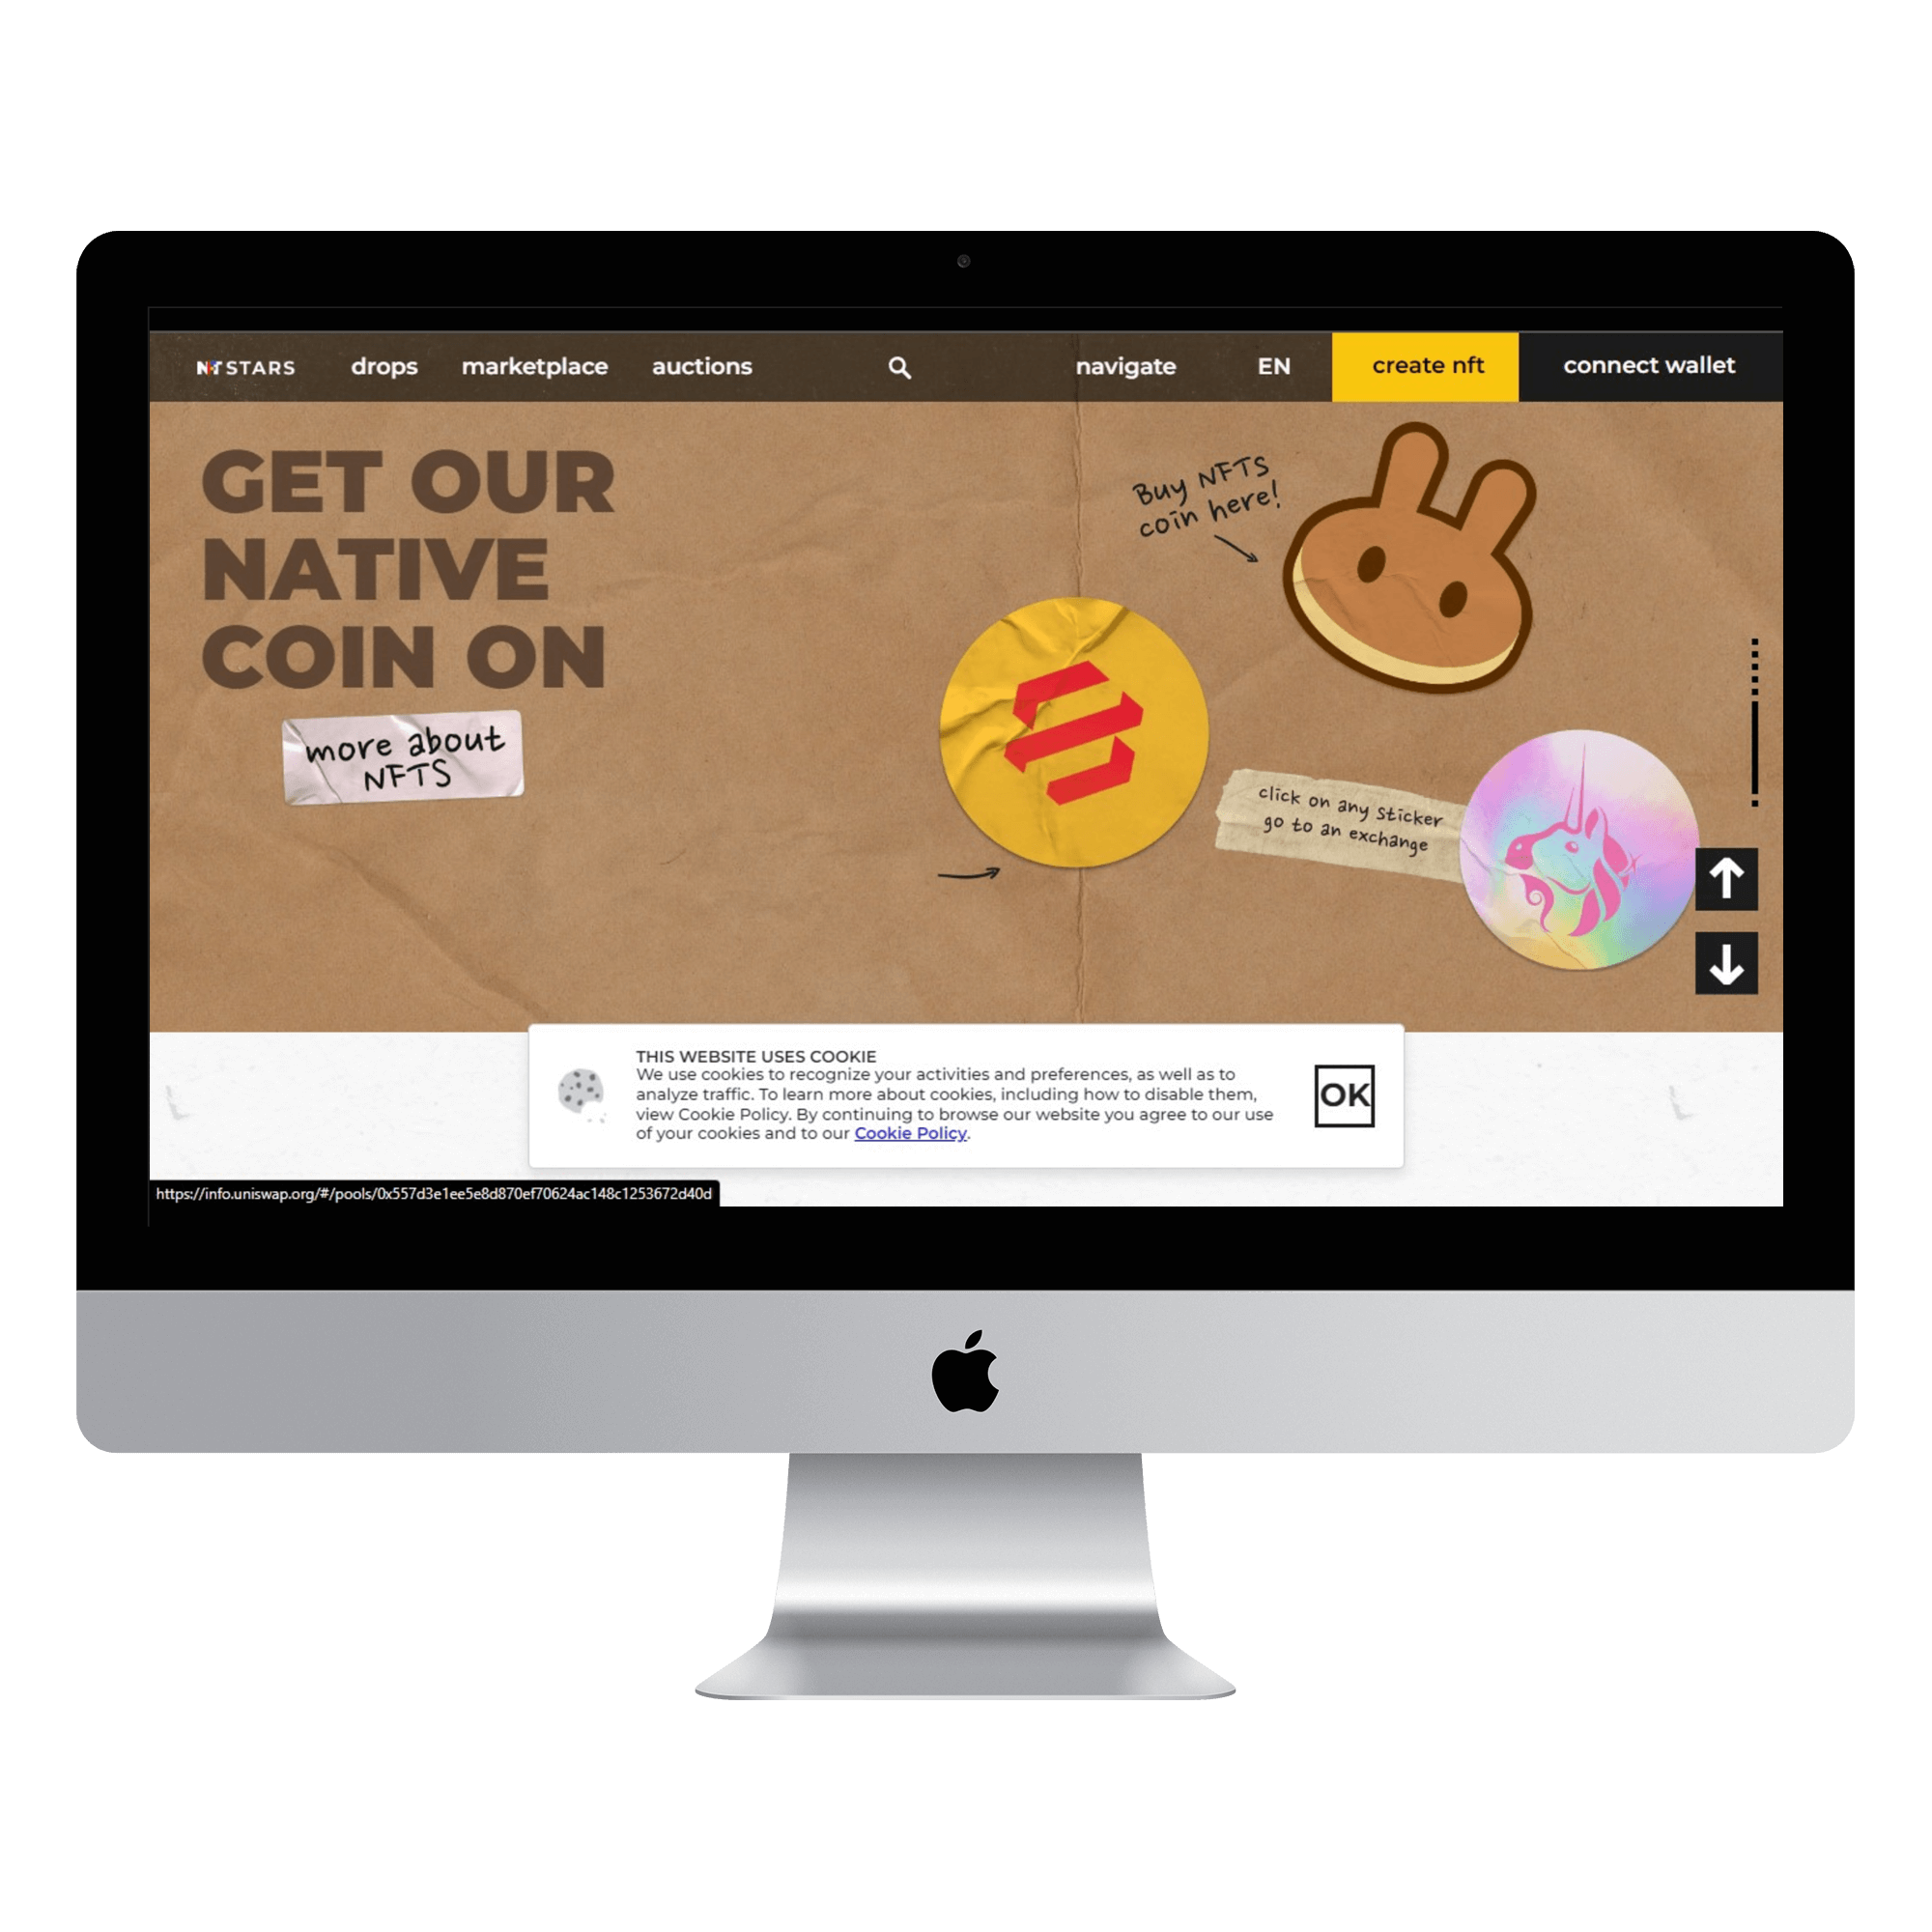 NFTSTARS drops marketplace auctions navigate EN create nft connect wallet
GET OUR
NATIVE
COIN ON
more about
NFTS
Buy NFTS
coin here!
click on any sticker
go to an exchange
THIS WEBSITE USES COOKIE
We use cookies to recognize your activities and preferences, as well as to
analyze traffic. To learn more about cookies, including how to disable them,
view Cookie Policy. By continuing to browse our website you agree to our use
of your cookies and to our Cookie Policy.
OK
https://info.uniswap.org/#/pools/0x557d3e1ee5e8d870ef70624ac148c1253672d40d